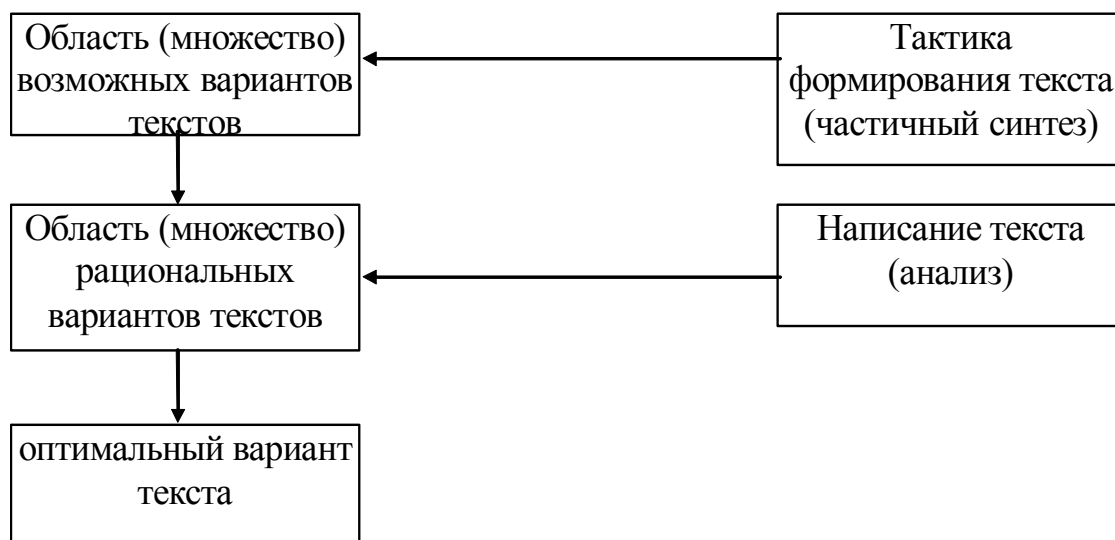 Область (множество)
возможных вариантов
текстов
Тактика
формирования текста
(частичный синтез)
Область (множество)
рациональных
вариантов текстов
Написание текста
(анализ)
оптимальный вариант
текста